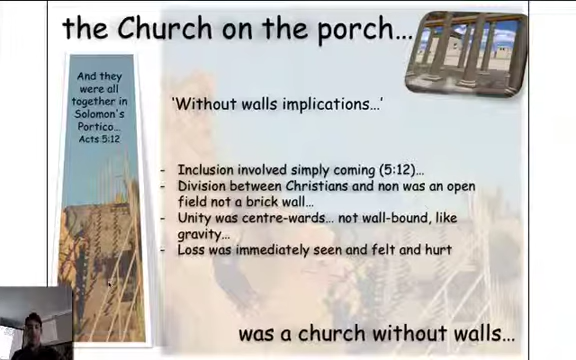 the Church on the porch...
And they
were all
together in
Solomon's
Portico...
Acts 5:12
'Without walls implications...'
- Inclusion involved simply coming (5:12)...
- Division between Christians and non was an open
field not a brick wall...
- Unity was centre-wards... not wall-bound, like
gravity...
- Loss was immediately seen and felt and hurt
was a church without walls...